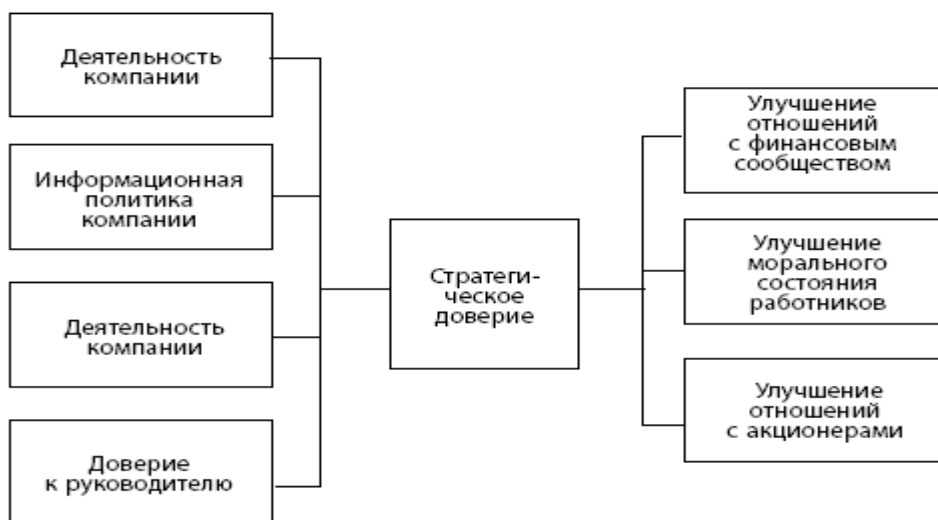 Деятельность
компании
Информационная
политика
компании
Деятельность
компании
Доверие
к руководителю
Стратеги-
ческое
доверие
Улучшение
отношений
с финансовым
сообществом
Улучшение
морального
состояния
работников
Улучшение
отношений
с акционерами